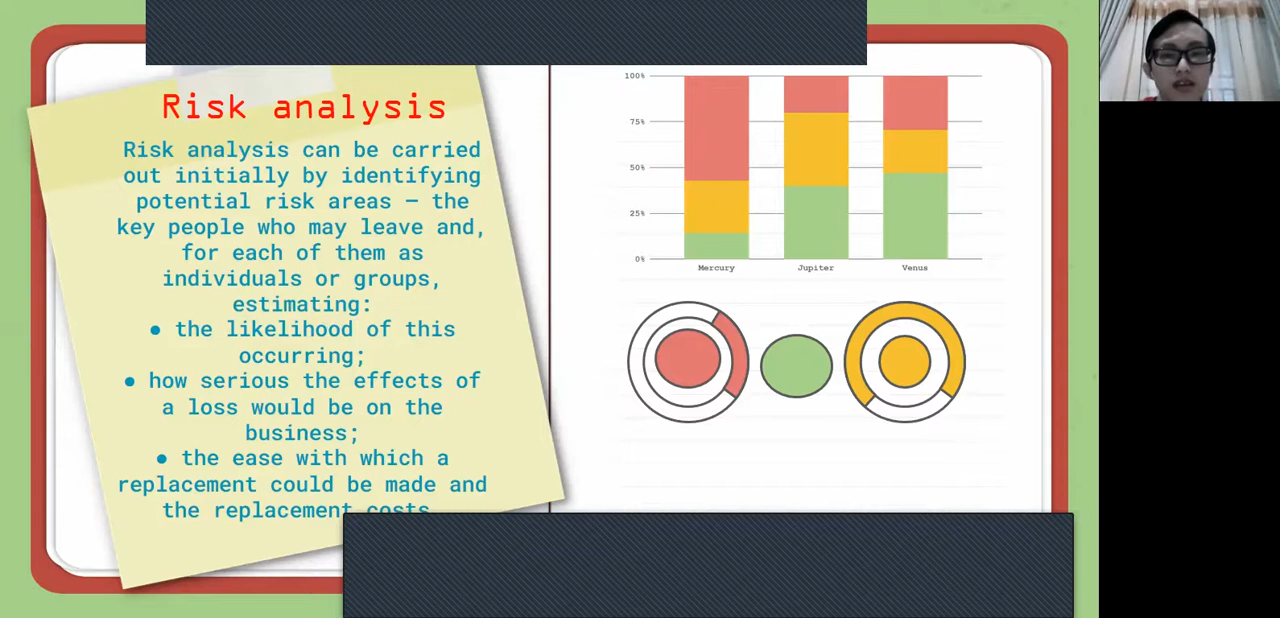 Risk analysis
Risk analysis can be carried
out initially by identifying
potential risk areas – the
key people who may leave and,
for each of them as
individuals or groups,
estimating:
● the likelihood of this
occurring;
● how serious the effects of
a loss would be on the
business;
● the ease with which a
replacement could be made and
the replacement costs
100%
75%
50%
25%
0%
Mercury Jupiter Venus